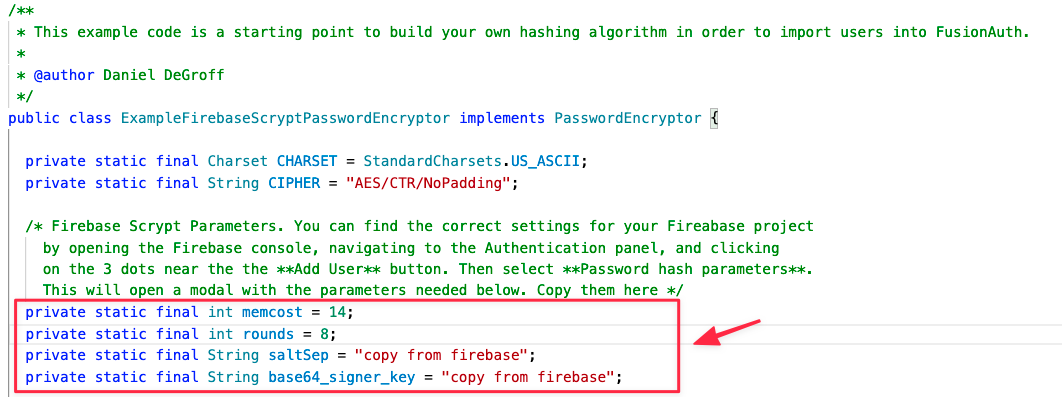 /**
* This example code is a starting point to build your own hashing algorithm in order to import users into FusionAuth.
*
* @author Daniel DeGroff
*/
public class ExampleFirebaseScryptPasswordEncryptor implements PasswordEncryptor {
private static final Charset CHARSET = StandardCharsets.US_ASCII;
private static final String CIPHER = "AES/CTR/NoPadding";
/* Firebase Scrypt Parameters. You can find the correct settings for your Fireabase project
by opening the Firebase console, navigating to the Authentication panel, and clicking
on the 3 dots near the the **Add User** button. Then select **Password hash parameters**.
This will open a modal with the parameters needed below. Copy them here */
private static final int memcost = 14;
private static final int rounds = 8;
private static final String saltSep = "copy from firebase";
private static final String base64_signer_key = "copy from firebase";